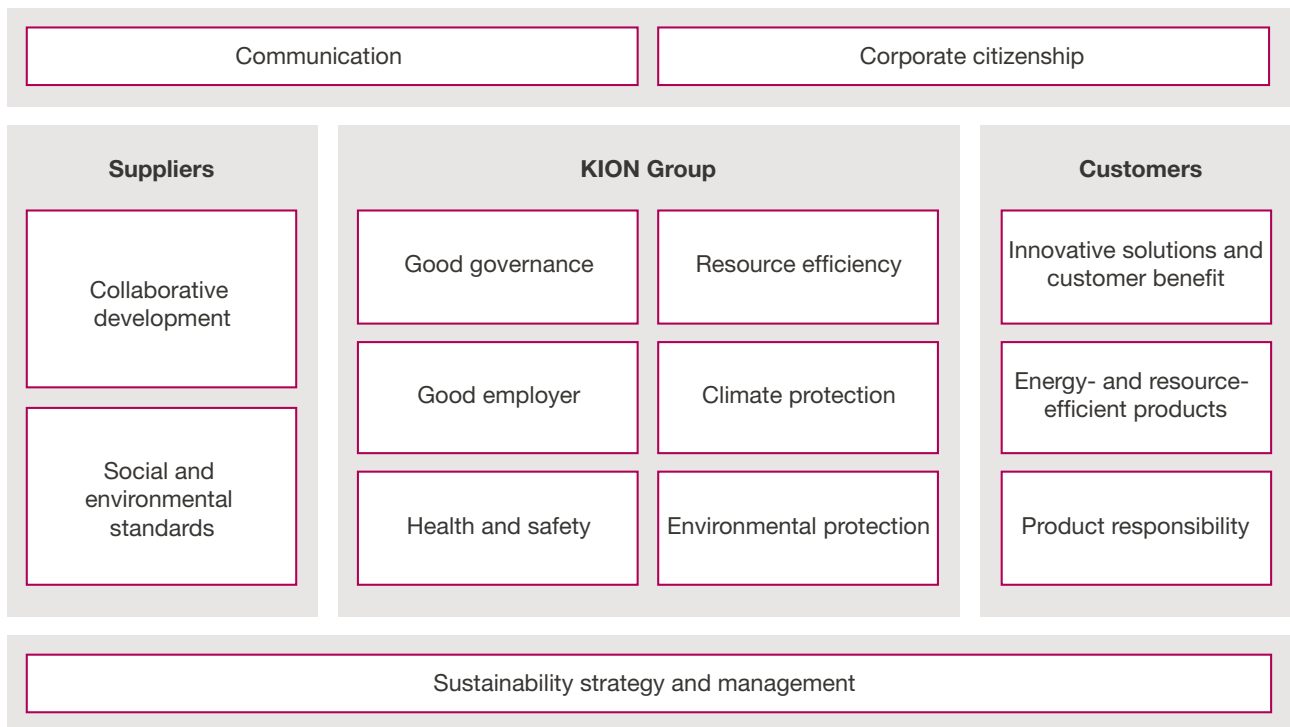 Communication
Corporate citizenship
Suppliers
Collaborative
development
Social and
environmental
standards
KION Group
Good governance
Resource efficiency
Good employer
Climate protection
Health and safety
Environmental protection
Customers
Innovative solutions and
customer benefit
Energy- and resource-
efficient products
Product responsibility
Sustainability strategy and management